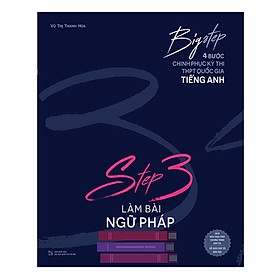 VŨ THỊ THANH HOA
Bigstep
4 BƯỚC
CHINH PHỤC KỲ THI
THPT QUỐC GIA
TIẾNG ANH
Step 3
LÀM BÀI
NGỮ PHÁP